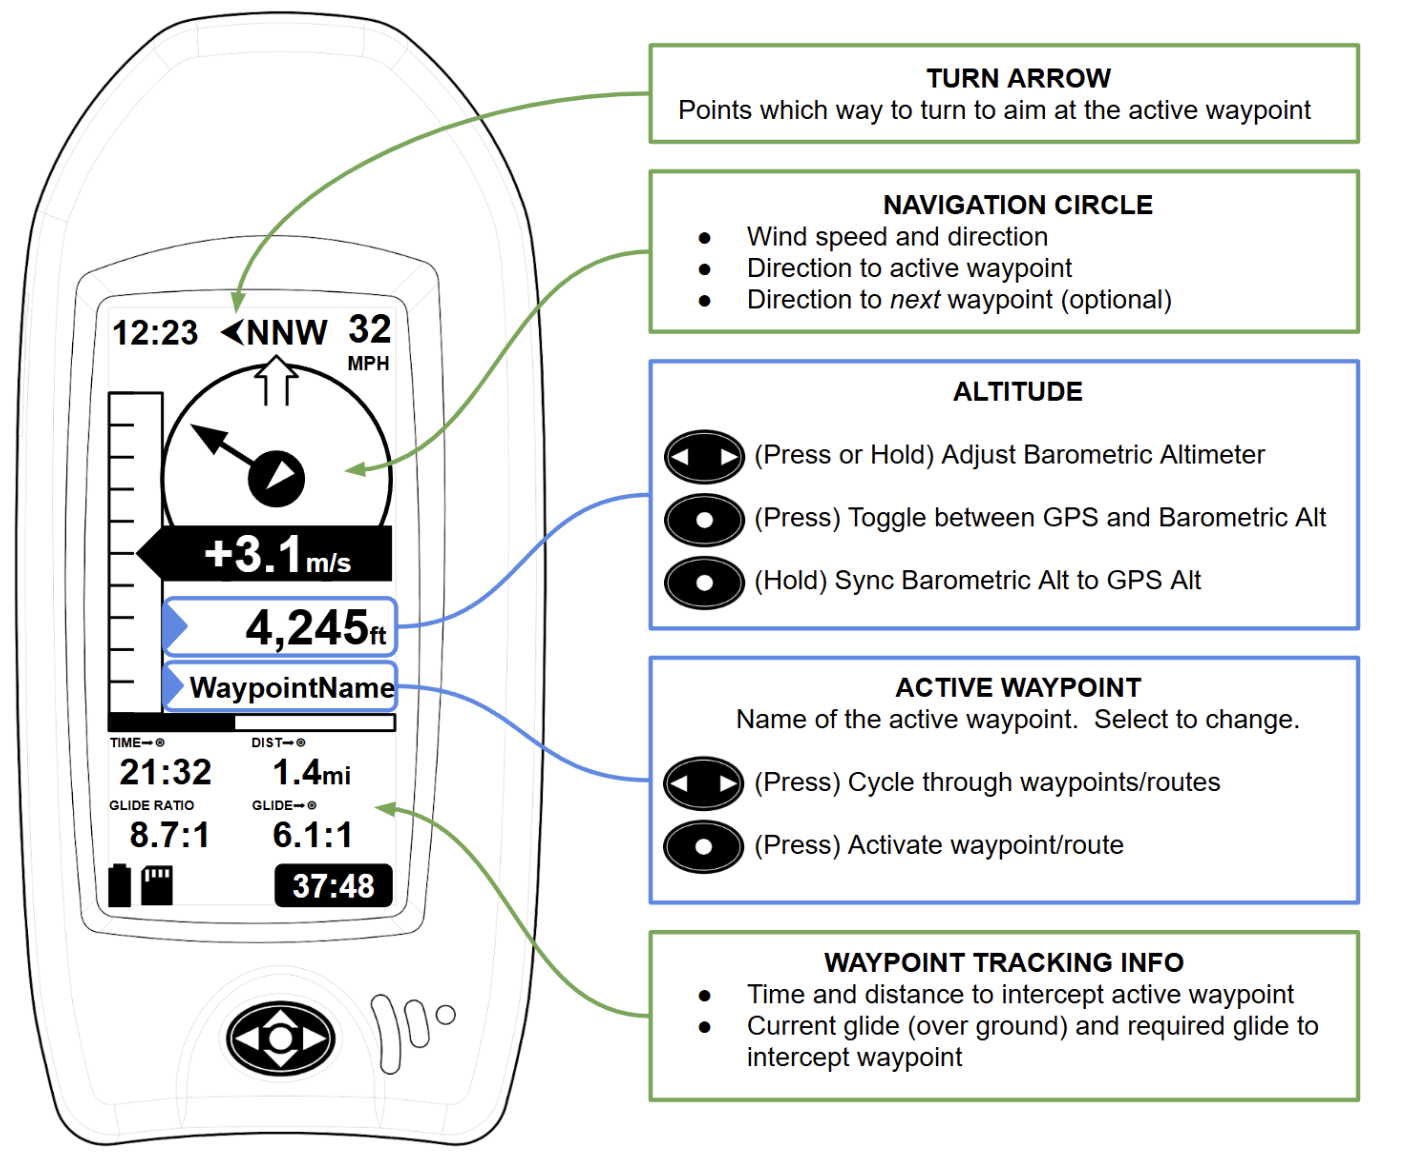 TURN ARROW
Points which way to turn to aim at the active waypoint
NAVIGATION CIRCLE
● Wind speed and direction
● Direction to active waypoint
● Direction to next waypoint (optional)
ALTITUDE
(Press or Hold) Adjust Barometric Altimeter
(Press) Toggle between GPS and Barometric Alt
(Hold) Sync Barometric Alt to GPS Alt
ACTIVE WAYPOINT
Name of the active waypoint.  Select to change.
(Press) Cycle through waypoints/routes
(Press) Activate waypoint/route
WAYPOINT TRACKING INFO
● Time and distance to intercept active waypoint
● Current glide (over ground) and required glide to
intercept waypoint
12:23 NNW 32
MPH
+3.1m/s
4,245ft
WaypointName
TIME→◎ DIST→◎
21:32 1.4mi
GLIDE RATIO GLIDE→◎
8.7:1 6.1:1
37:48